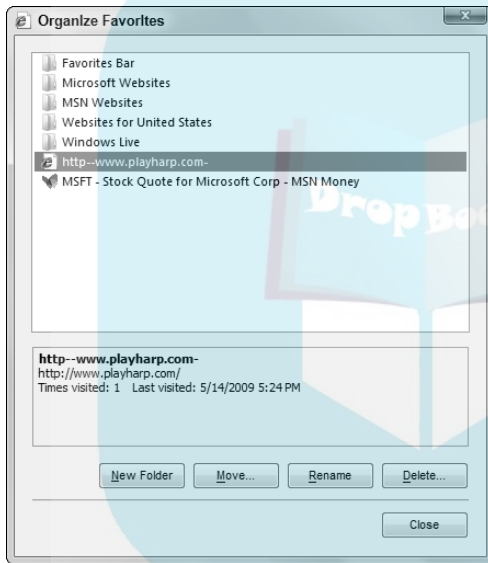 Organize Favorites
Favorites Bar
Microsoft Websites
MSN Websites
Websites for United States
Windows Live
http--www.playharp.com-
MSFT - Stock Quote for Microsoft Corp - MSN Money
http--www.playharp.com-
http://www.playharp.com/
Times visited: 1 Last visited: 5/14/2009 5:24 PM
New Folder Move... Rename Delete...
Close